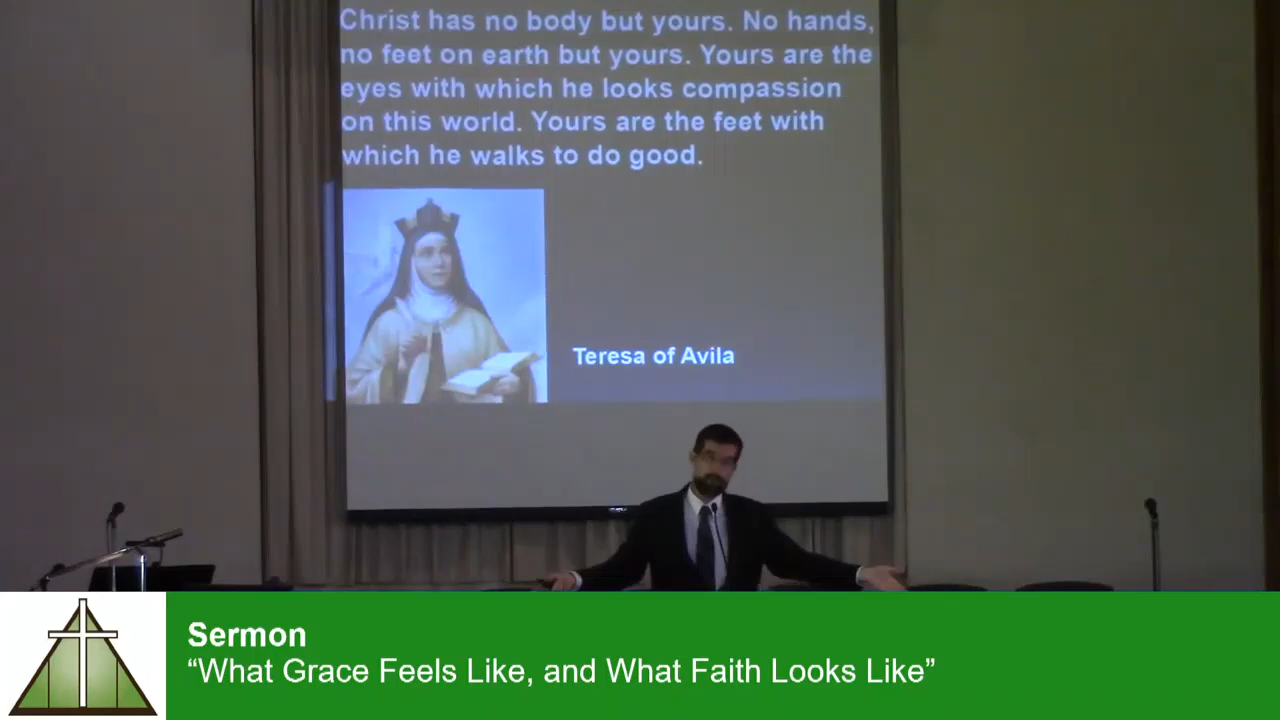 Christ has no body but yours. No hands,
no feet on earth but yours. Yours are the
eyes with which he looks compassion
on this world. Yours are the feet with
which he walks to do good.
Teresa of Avila
Sermon
“What Grace Feels Like, and What Faith Looks Like”